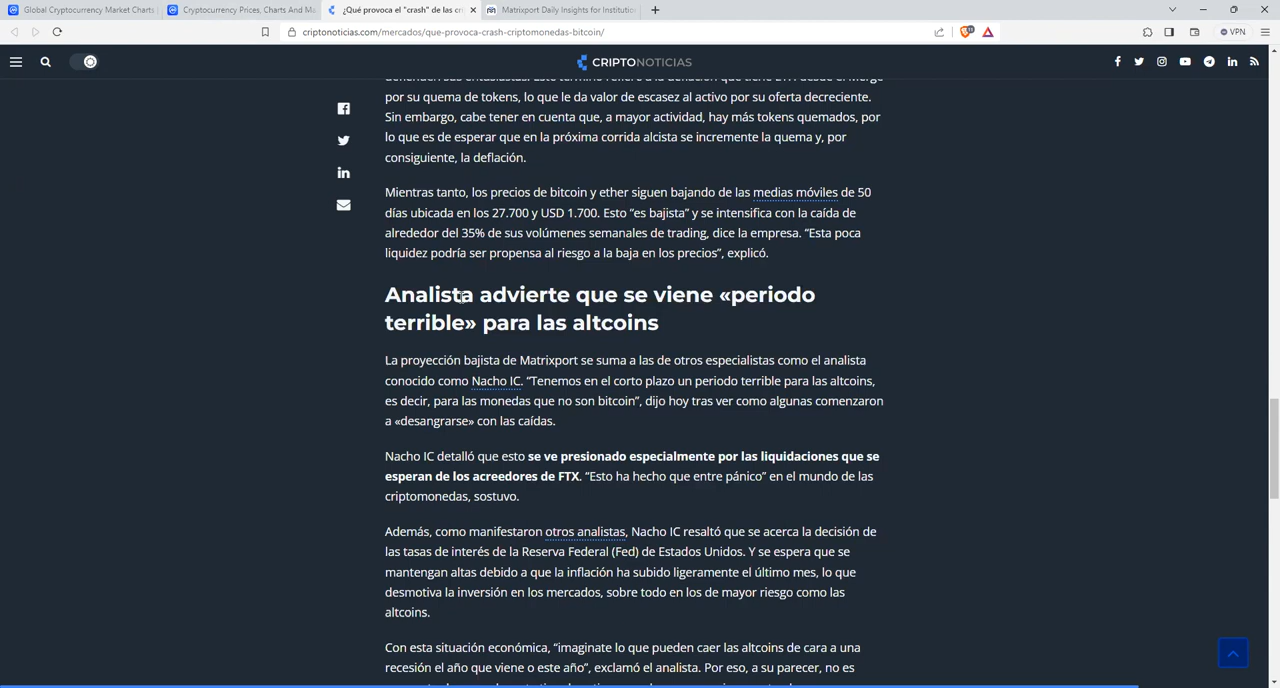 Global Cryptocurrency Market Charts
Cryptocurrency Prices, Charts And Ma
¿Qué provoca el "crash" de las cri
Matrixport Daily Insights for Institution
criptonoticias.com/mercados/que-provoca-crash-criptomonedas-bitcoin/
VPN
CRIPTONOTICIAS
defienden sus entusiastas. Este término refiere a la deflación que tiene ETH desde el Merge
por su quema de tokens, lo que le da valor de escasez al activo por su oferta decreciente.
Sin embargo, cabe tener en cuenta que, a mayor actividad, hay más tokens quemados, por
lo que es de esperar que en la próxima corrida alcista se incremente la quema y, por
consiguiente, la deflación.
Mientras tanto, los precios de bitcoin y ether siguen bajando de las medias móviles de 50
días ubicada en los 27.700 y USD 1.700. Esto “es bajista” y se intensifica con la caída de
alrededor del 35% de sus volúmenes semanales de trading, dice la empresa. “Esta poca
liquidez podría ser propensa al riesgo a la baja en los precios”, explicó.
Analista advierte que se viene «periodo
terrible» para las altcoins
La proyección bajista de Matrixport se suma a las de otros especialistas como el analista
conocido como Nacho IC. “Tenemos en el corto plazo un periodo terrible para las altcoins,
es decir, para las monedas que no son bitcoin”, dijo hoy tras ver como algunas comenzaron
a «desangrarse» con las caídas.
Nacho IC detalló que esto se ve presionado especialmente por las liquidaciones que se
esperan de los acreedores de FTX. “Esto ha hecho que entre pánico” en el mundo de las
criptomonedas, sostuvo.
Además, como manifestaron otros analistas, Nacho IC resaltó que se acerca la decisión de
las tasas de interés de la Reserva Federal (Fed) de Estados Unidos. Y se espera que se
mantengan altas debido a que la inflación ha subido ligeramente el último mes, lo que
desmotiva la inversión en los mercados, sobre todo en los de mayor riesgo como las
altcoins.
Con esta situación económica, “imaginate lo que pueden caer las altcoins de cara a una
recesión el año que viene o este año”, exclamó el analista. Por eso, a su parecer, no es